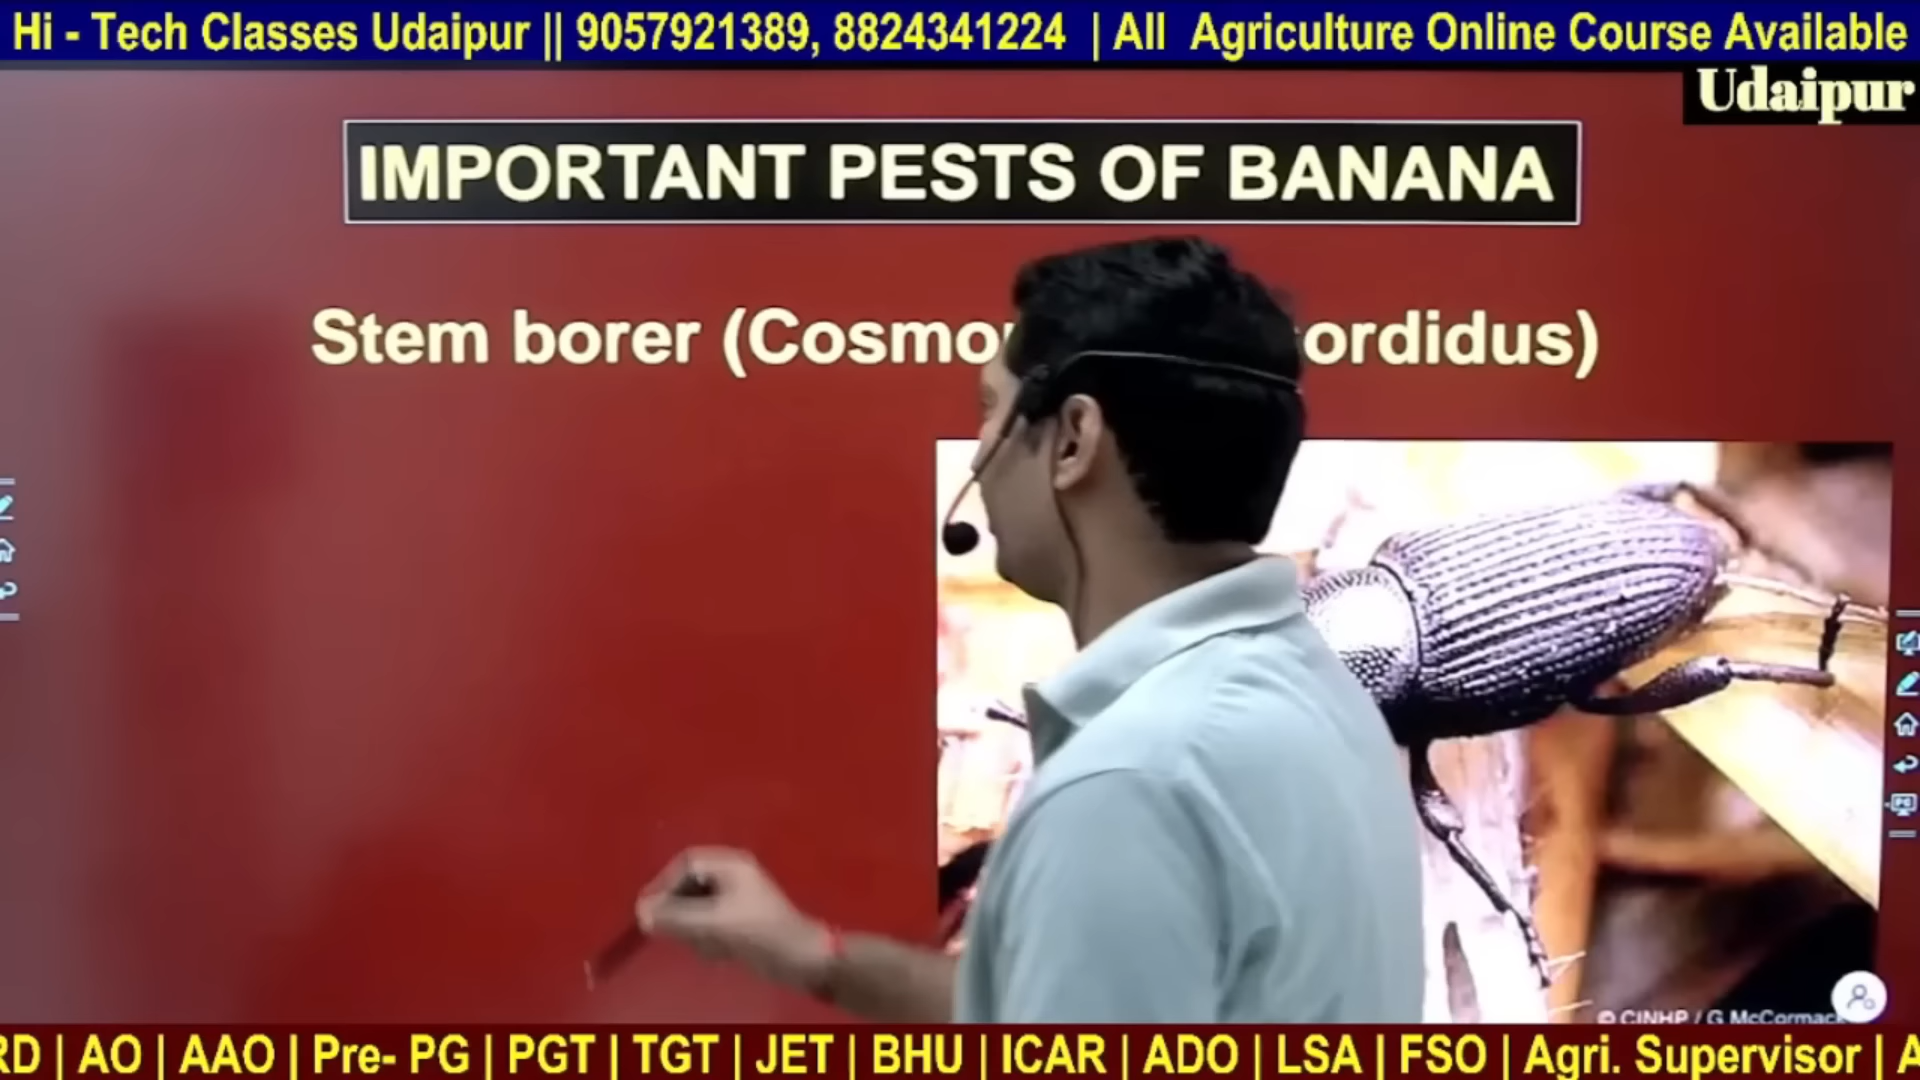 Hi - Tech Classes Udaipur || 9057921389, 8824341224 | All Agriculture Online Course Available
Udaipur
IMPORTANT PESTS OF BANANA
Stem borer (Cosmo ordidus)
© CINHP / G McCormack
RD | AO | AAO | Pre- PG | PGT | TGT | JET | BHU | ICAR | ADO | LSA | FSO | Agri. Supervisor | A